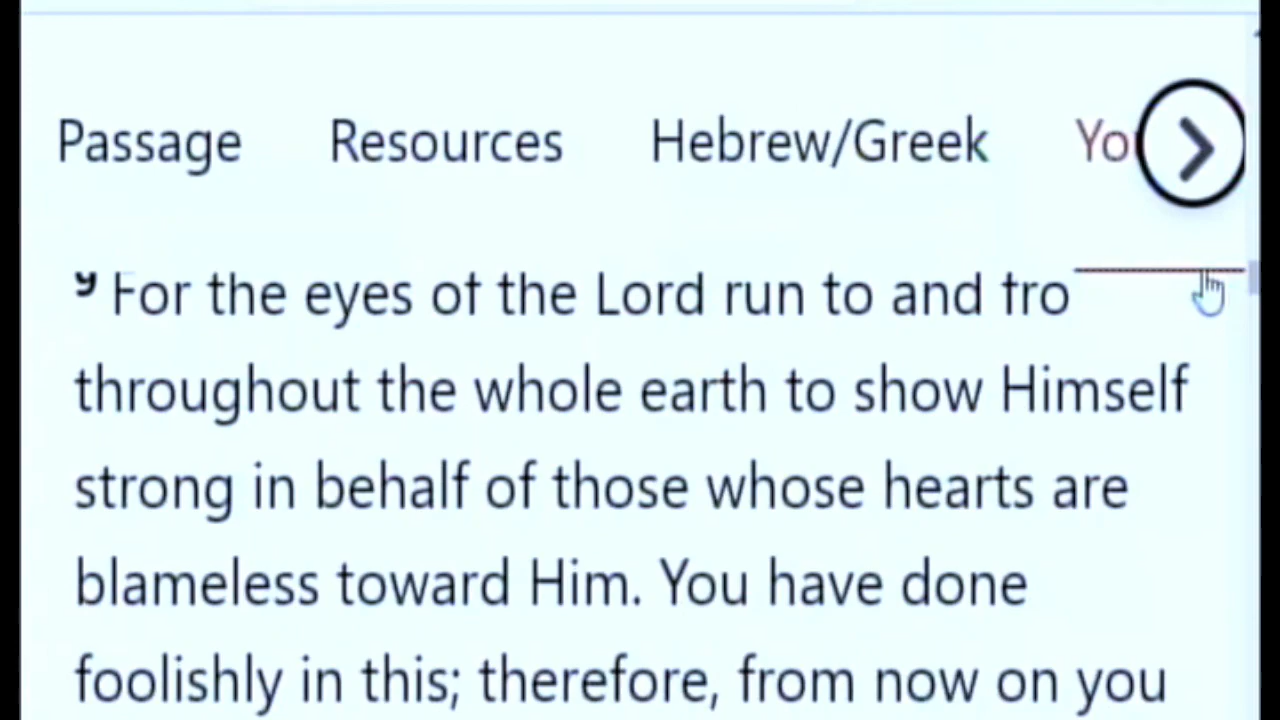 Passage Resources Hebrew/Greek
9 For the eyes of the Lord run to and fro
throughout the whole earth to show Himself
strong in behalf of those whose hearts are
blameless toward Him. You have done
foolishly in this; therefore, from now on you